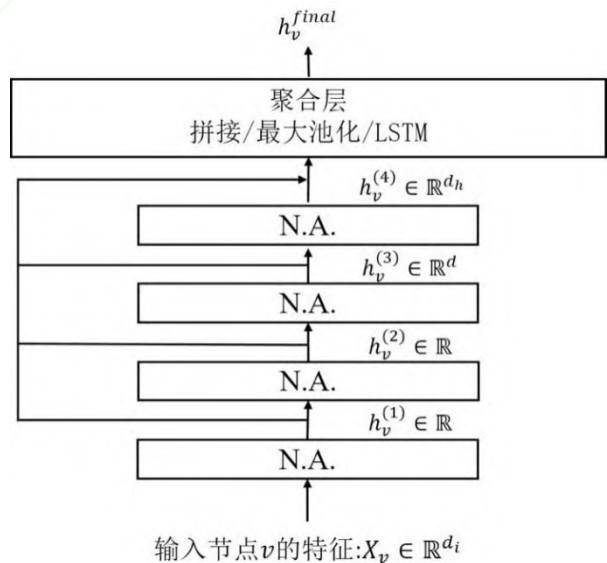 h_v^{final}
聚合层
拼接/最大池化/LSTM
h_v^{(4)} ∈ ℝ^{d_h}
N.A.
h_v^{(3)} ∈ ℝ^d
N.A.
h_v^{(2)} ∈ ℝ
N.A.
h_v^{(1)} ∈ ℝ
N.A.
输入节点v的特征:X_v ∈ ℝ^{d_i}